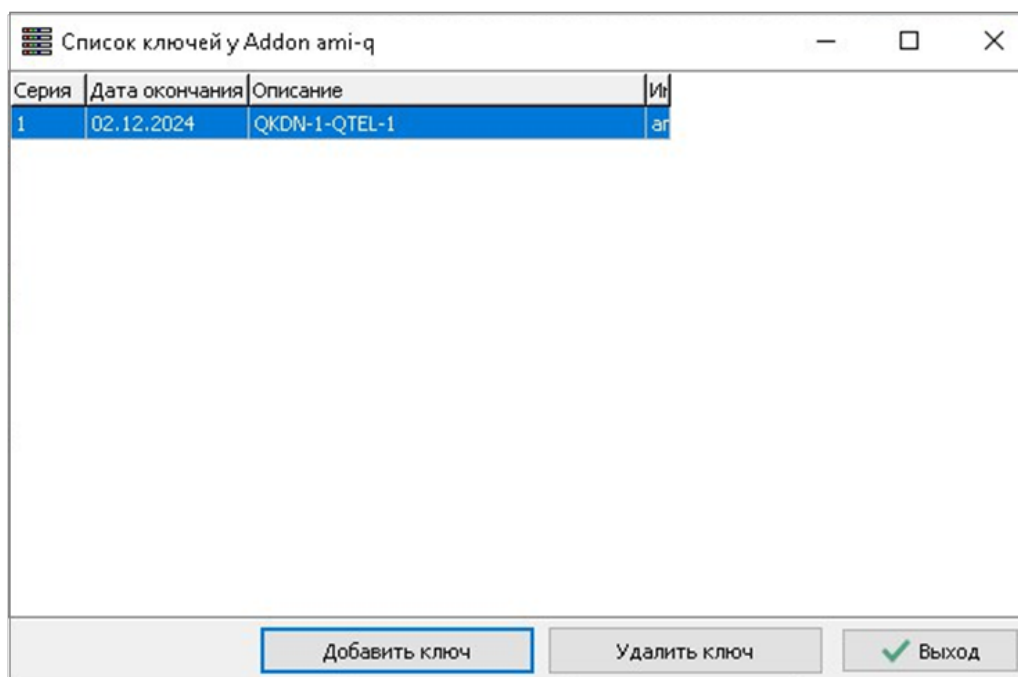 Список ключей у Addon ami-q
Серия Дата окончания Описание
1 02.12.2024 QKDN-1-QTEL-1
Добавить ключ Удалить ключ Выход